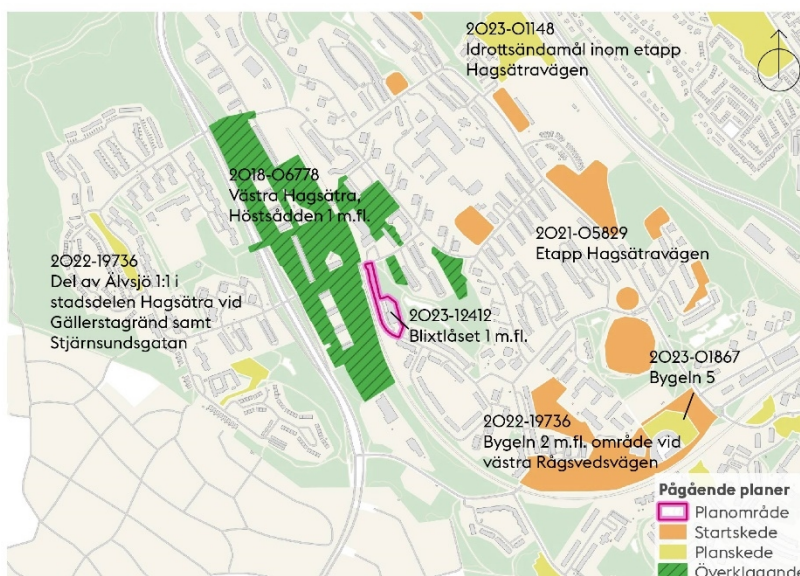 2023-01148
Idrottsändamål inom etapp
Hagsätravägen
2018-06778
Västra Hagsätra,
Höstsådden 1 m.fl.
2021-05829
Etapp Hagsätravägen
2022-19736
Del av Älvsjö 1:1 i
stadsdelen Hagsätra vid
Gällerstagränd samt
Stjärnsundsgatan
2023-12412
Blixtlåset 1 m.fl.
2023-01867
Bygeln 5
2022-19736
Bygeln 2 m.fl. område vid
västra Rågsvedsvägen
Pågående planer
Planområde
Startskede
Planskede
Överklagande